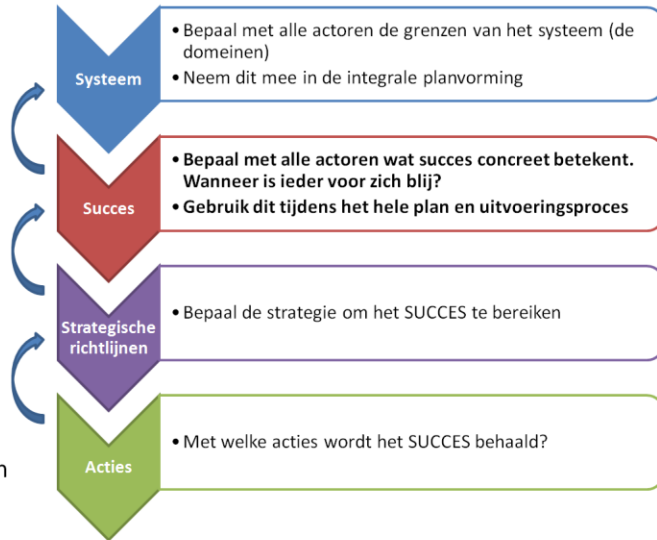 Systeem
• Bepaal met alle actoren de grenzen van het systeem (de
domeinen)
• Neem dit mee in de integrale planvorming
Succes
• Bepaal met alle actoren wat succes concreet betekent.
Wanneer is ieder voor zich blij?
• Gebruik dit tijdens het hele plan en uitvoeringsproces
Strategische
richtlijnen
• Bepaal de strategie om het SUCCES te bereiken
Acties
• Met welke acties wordt het SUCCES behaald?